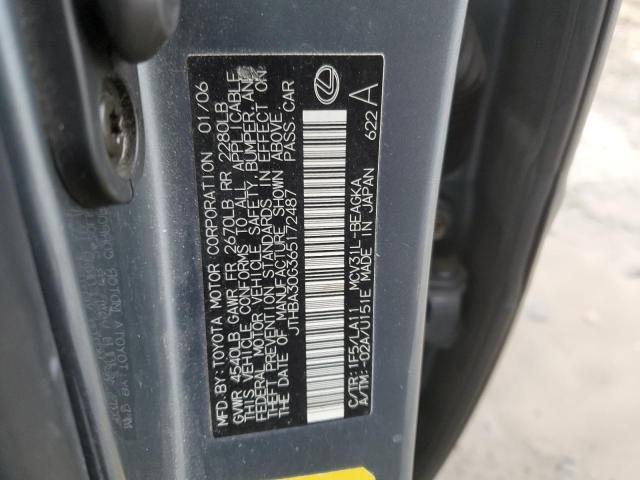 MFD.BY:TOYOTA MOTOR CORPORATION 01/06
GVWR 4540LB GAWR FR 2670LB RR 2280LB
THIS VEHICLE CONFORMS TO ALL APPLICABLE
FEDERAL MOTOR VEHICLE SAFETY, BUMPER, AND
THEFT PREVENTION STANDARDS IN EFFECT ON
THE DATE OF MANUFACTURE SHOWN ABOVE.
JTHBA30G365172487 PASS.CAR
C/TR: 1F5/LA11 MCV31L-BEAGKA 622 A
A/TM: -02A/U151E MADE IN JAPAN